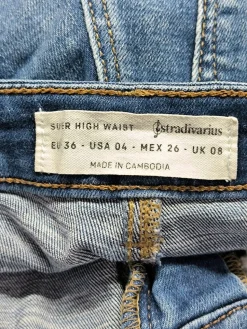 SUPER HIGH WAIST stradivarius
EU 36 - USA 04 - MEX 26 - UK 08
MADE IN CAMBODIA